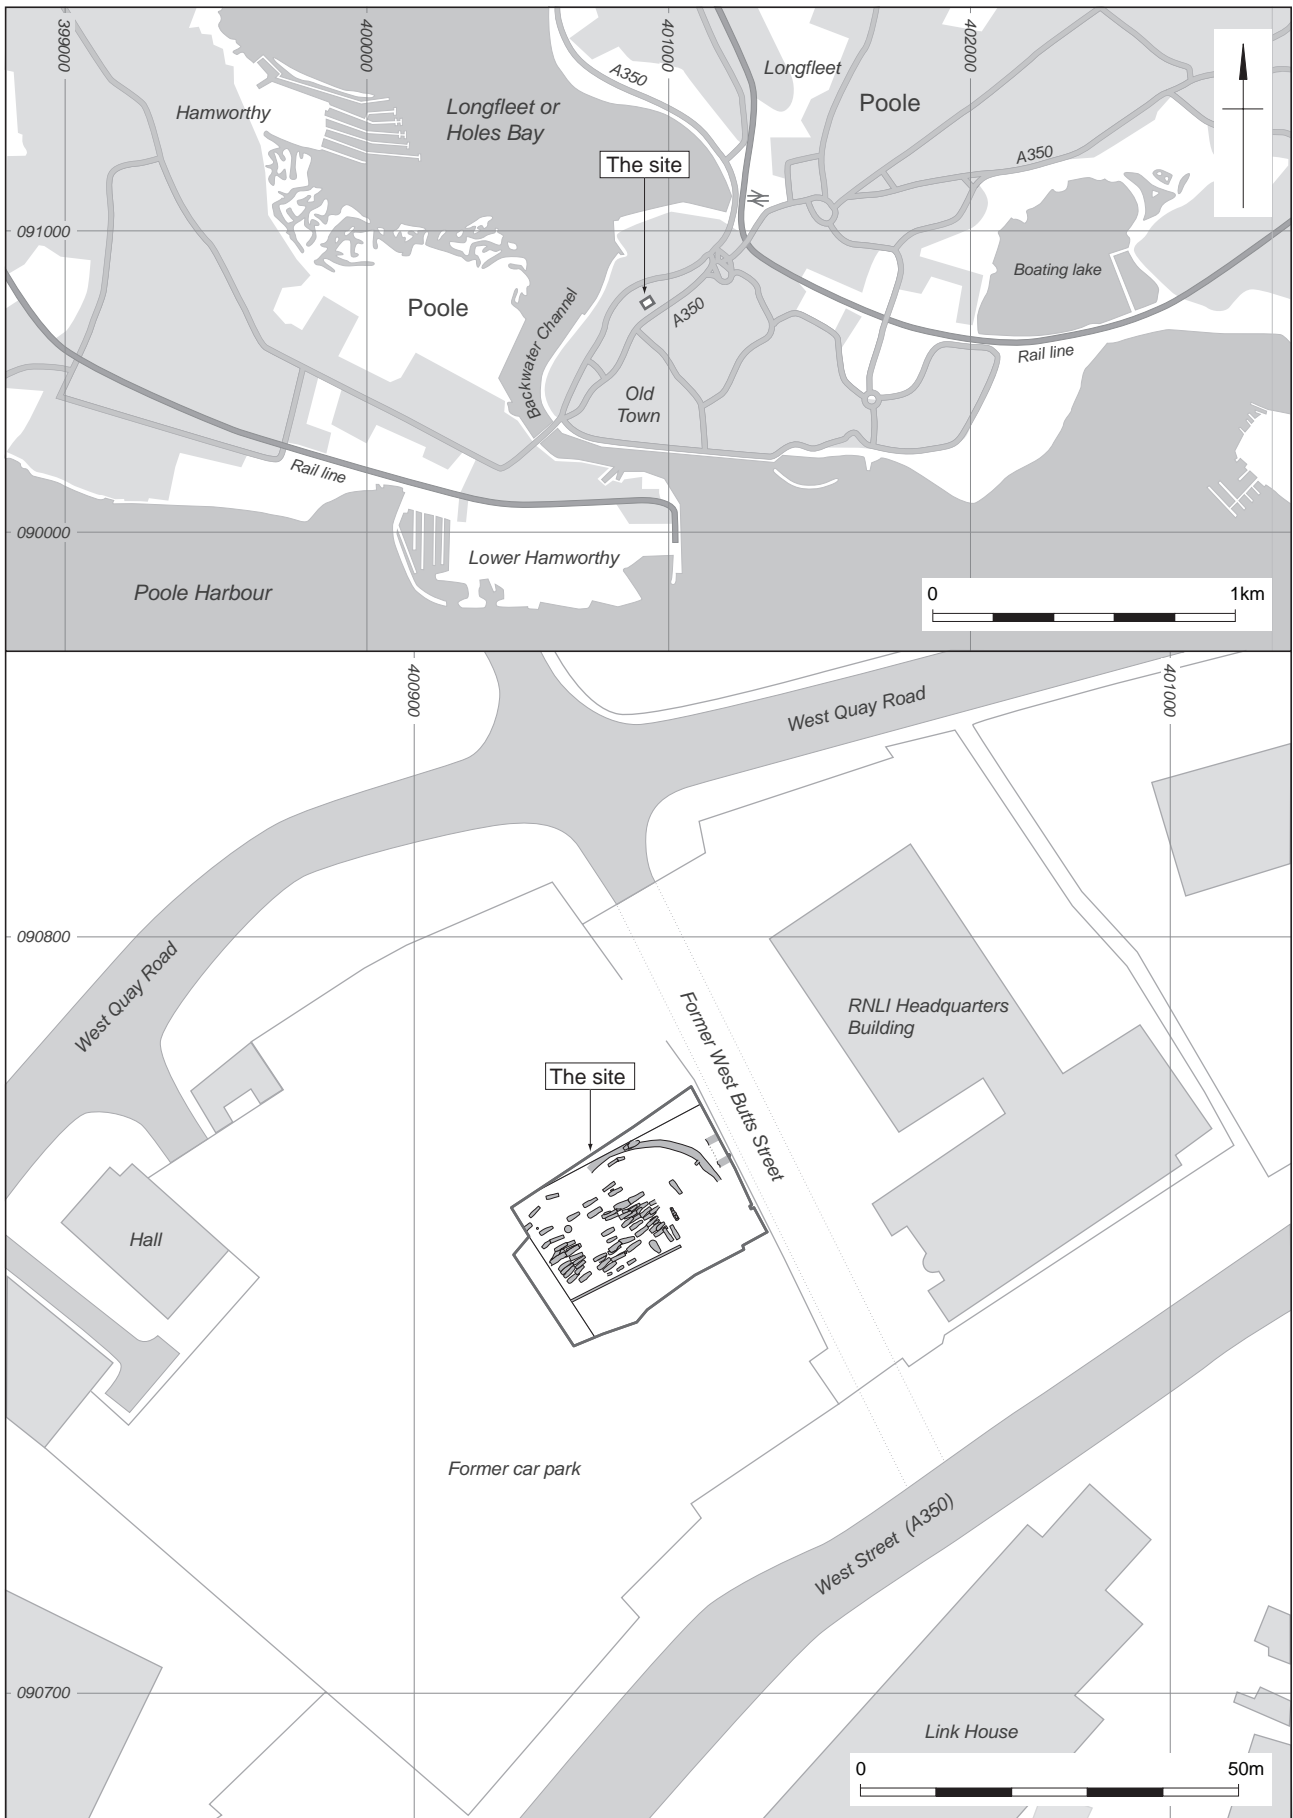 399000
400000
401000
402000
A350
Longfleet
Poole
Hamworthy
Longfleet or
Holes Bay
The site
A350
091000
Boating lake
Poole
Backwater Channel
A350
Rail line
Old
Town
Rail line
090000
Lower Hamworthy
Poole Harbour
0
1km
400900
401000
West Quay Road
090800
West Quay Road
Former West Butts Street
RNLI Headquarters
Building
The site
Hall
Former car park
West Street (A350)
090700
Link House
0
50m